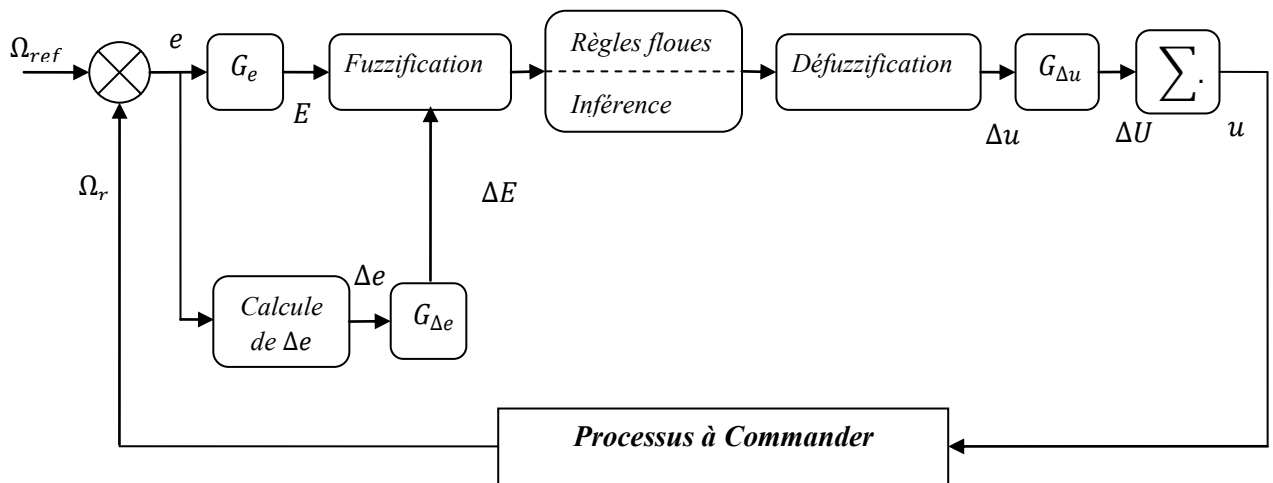 Ω_ref
e
G_e
E
Fuzzification
Règles floues
Inférence
Défuzzification
Δu
G_Δu
ΔU
∑.
u
Ω_r
ΔE
Calcule
de Δe
Δe
G_Δe
Processus à Commander